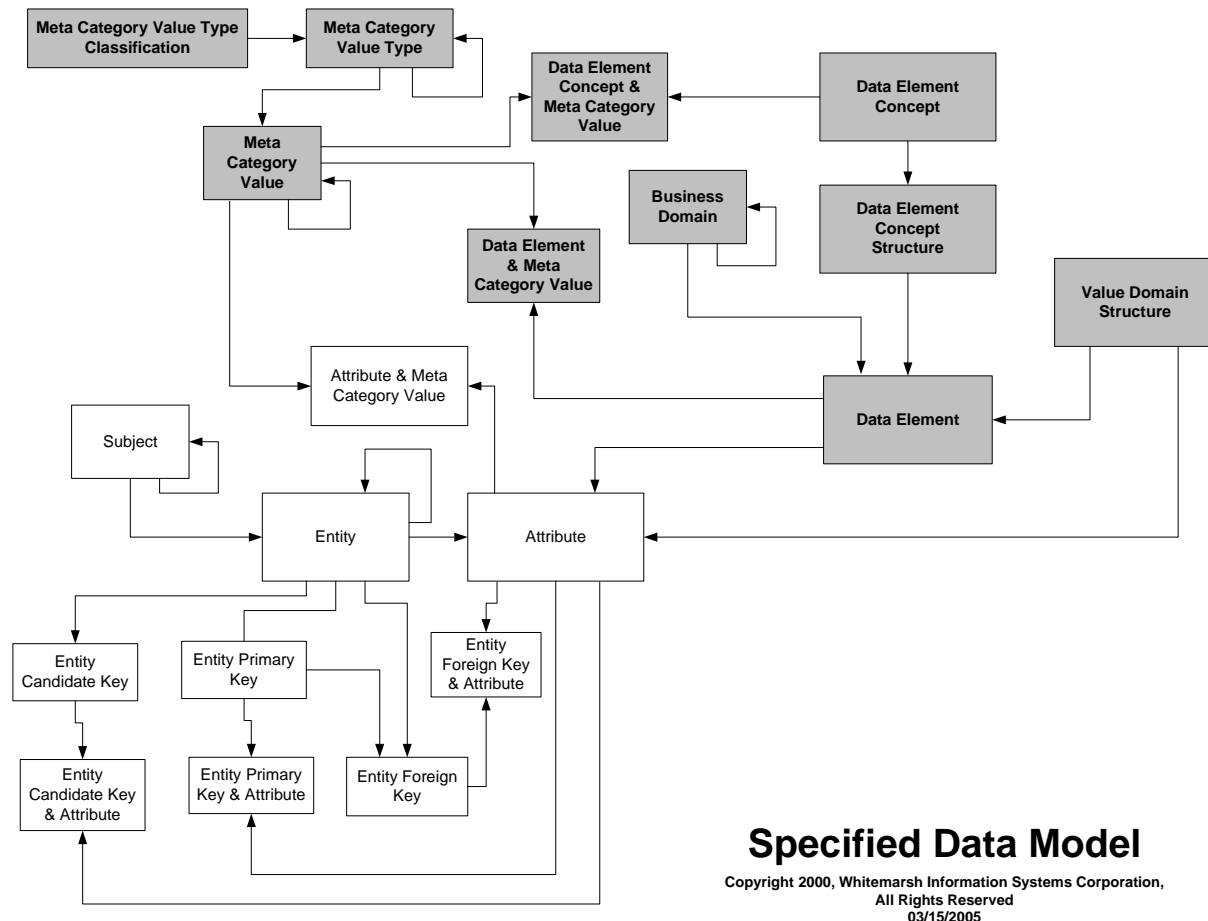 Meta Category Value Type
Classification
Meta Category
Value Type
Data Element
Concept &
Meta Category
Value
Data Element
Concept
Meta
Category
Value
Business
Domain
Data Element
Concept
Structure
Data Element
& Meta
Category Value
Value Domain
Structure
Attribute & Meta
Category Value
Data Element
Subject
Entity
Attribute
Entity
Candidate Key
Entity Primary
Key
Entity
Foreign Key
& Attribute
Entity
Candidate Key
& Attribute
Entity Primary
Key & Attribute
Entity Foreign
Key
Specified Data Model
Copyright 2000, Whitemarsh Information Systems Corporation,
All Rights Reserved
03/15/2005